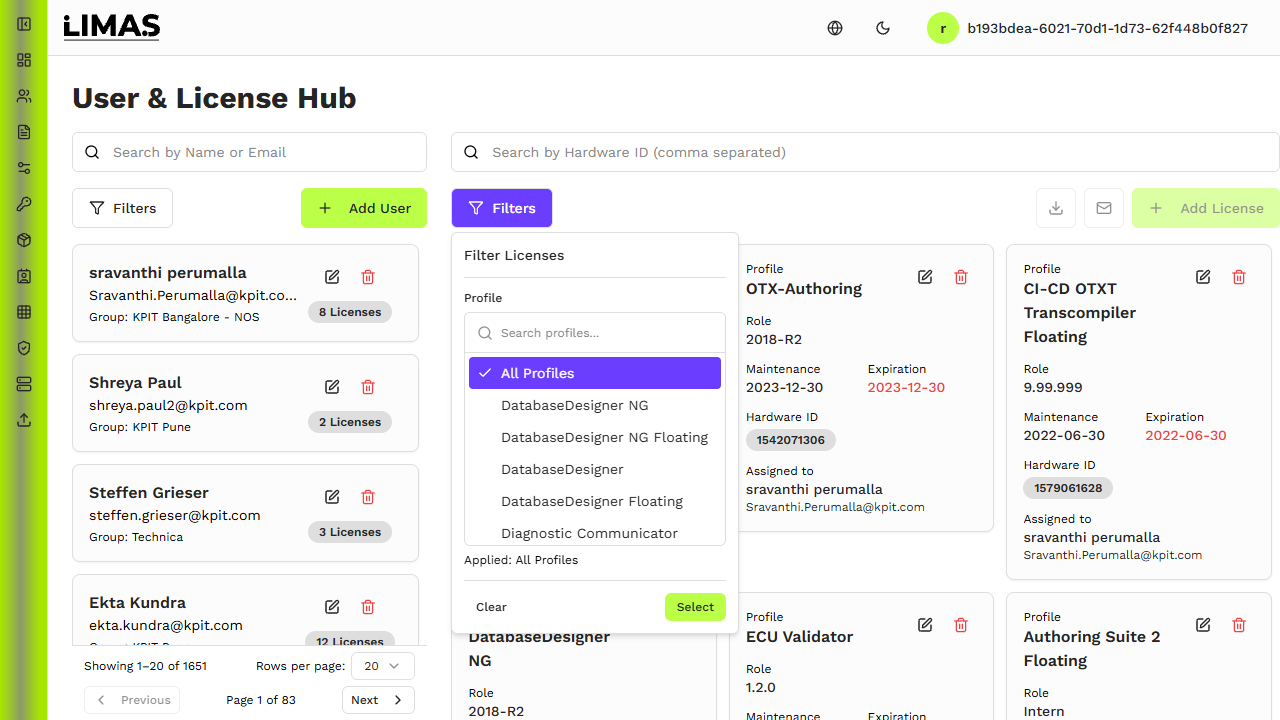 LIMAS
r
b193bdea-6021-70d1-1d73-62f448b0f827
User & License Hub
Search by Name or Email
Search by Hardware ID (comma separated)
Filters
Add User
Filters
Add License
sravanthi perumalla
Sravanthi.Perumalla@kpit.co...
Group: KPIT Bangalore - NOS
8 Licenses
Shreya Paul
shreya.paul2@kpit.com
Group: KPIT Pune
2 Licenses
Steffen Grieser
steffen.grieser@kpit.com
Group: Technica
3 Licenses
Ekta Kundra
ekta.kundra@kpit.com
Group: KPIT Pune
12 Licenses
Showing 1–20 of 1651
Rows per page:
20
Previous
Page 1 of 83
Next
Filter Licenses
Profile
Search profiles...
All Profiles
DatabaseDesigner NG
DatabaseDesigner NG Floating
DatabaseDesigner
DatabaseDesigner Floating
Diagnostic Communicator
Applied: All Profiles
Clear
Select
Profile
OTX-Authoring
Role
2018-R2
Maintenance
Expiration
2023-12-30
2023-12-30
Hardware ID
1542071306
Assigned to
sravanthi perumalla
Sravanthi.Perumalla@kpit.com
Profile
CI-CD OTXT
Transcompiler
Floating
Role
9.99.999
Maintenance
Expiration
2022-06-30
2022-06-30
Hardware ID
1579061628
Assigned to
sravanthi perumalla
Sravanthi.Perumalla@kpit.com
DatabaseDesigner
NG
Role
2018-R2
Profile
ECU Validator
Role
1.2.0
Maintenance
Expiration
Profile
Authoring Suite 2
Floating
Role
Intern